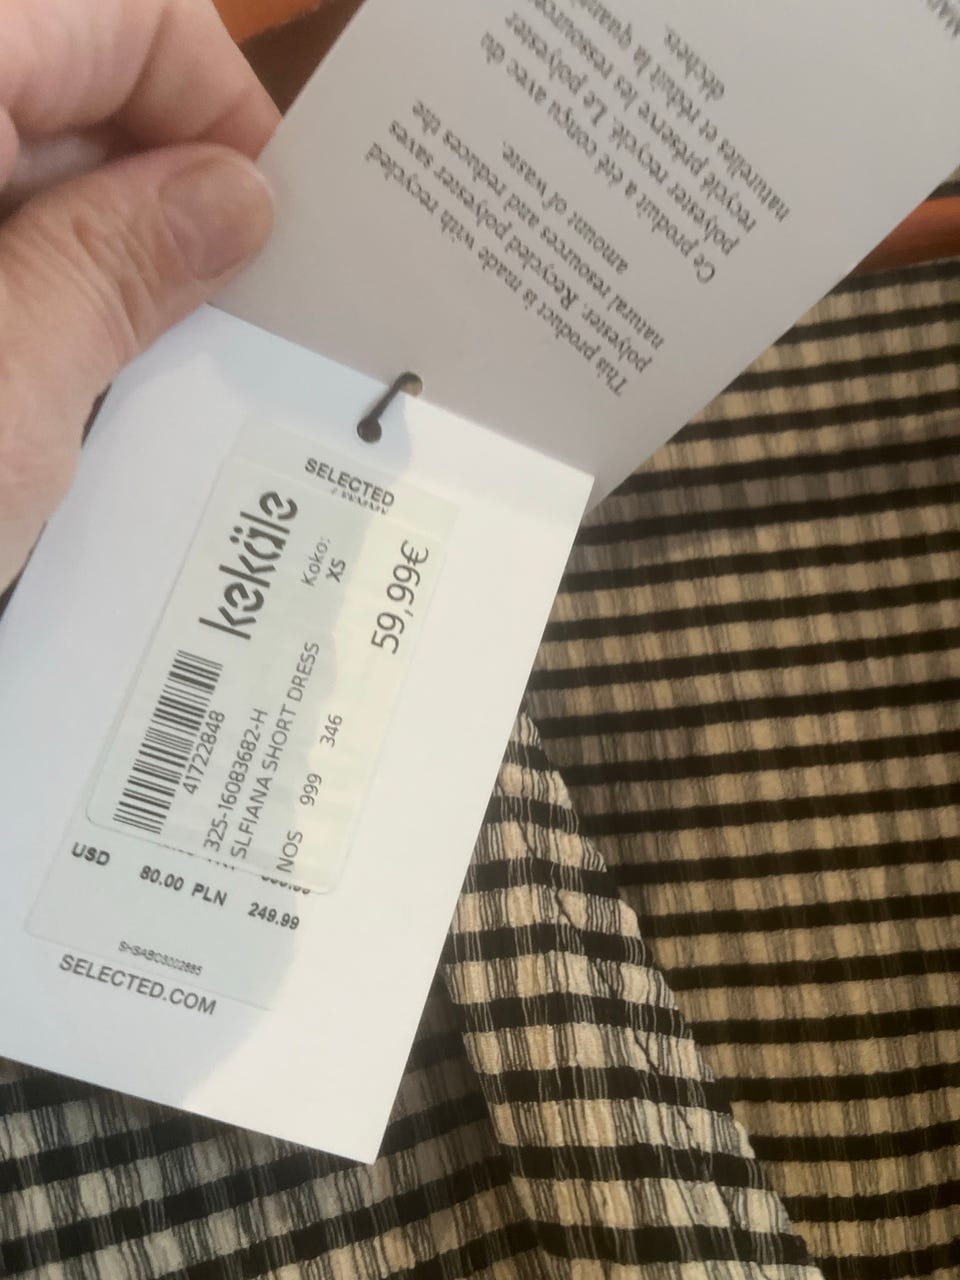 This product is made with recycled
polyester. Recycled polyester saves
natural resources and reduces the
amount of waste.
Ce produit a été conçu avec du
polyester recyclé. Le polyester
recyclé préserve les ressources
naturelles et réduit la
déchets.
SELECTED
kekäle
Koko:
XS
59,99€
41722848
325-16083682-H
SLFIANA SHORT DRESS
NOS 999 346
USD 80.00 PLN 249.99
SELECTED.COM